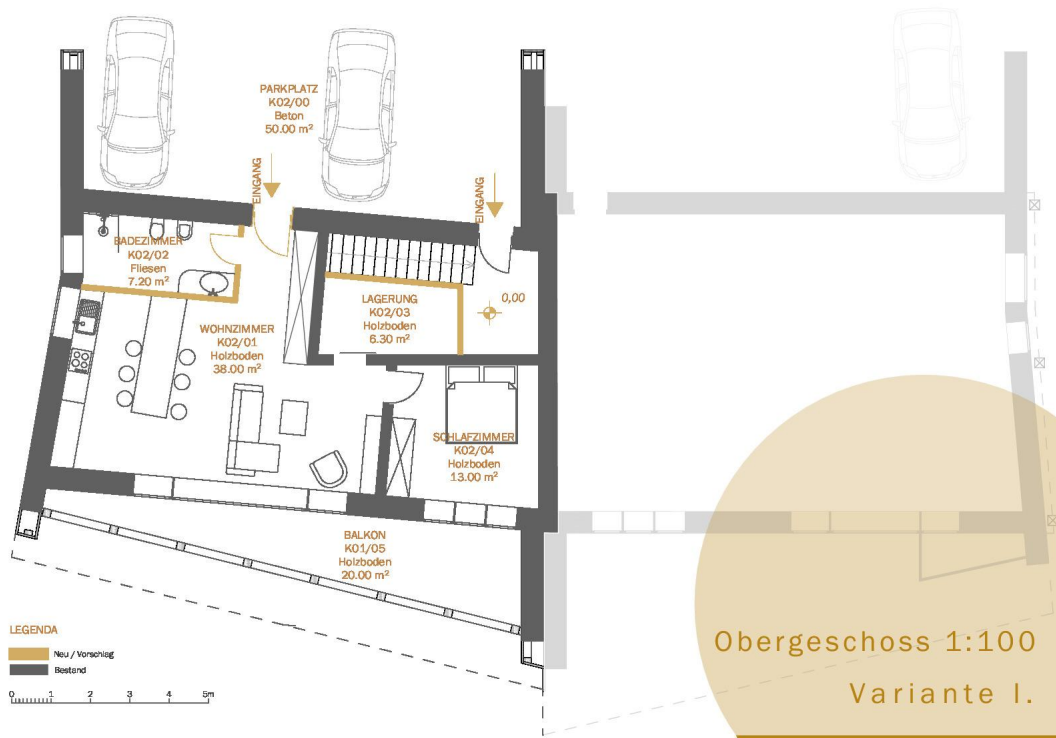 PARKPLATZ
K02/00
Beton
50.00 m²
EINGANG
EINGANG
BADEZIMMER
K02/02
Fliesen
7.20 m²
LAGERUNG
K02/03
Holzboden
6.30 m²
0,00
WOHNZIMMER
K02/01
Holzboden
38.00 m²
SCHLAFZIMMER
K02/04
Holzboden
13.00 m²
BALKON
K01/05
Holzboden
20.00 m²
LEGENDA
Neu / Vorschlag
Bestand
0 1 2 3 4 5m
Obergeschoss 1:100
Variante I.